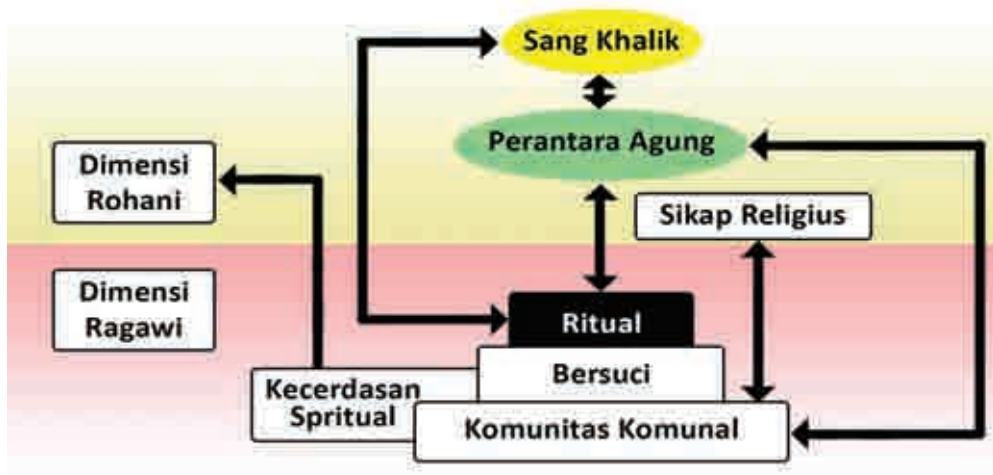 Sang Khalik
Perantara Agung
Dimensi
Rohani
Sikap Religius
Dimensi
Ragawi
Ritual
Bersuci
Kecerdasan
Spritual
Komunitas Komunal